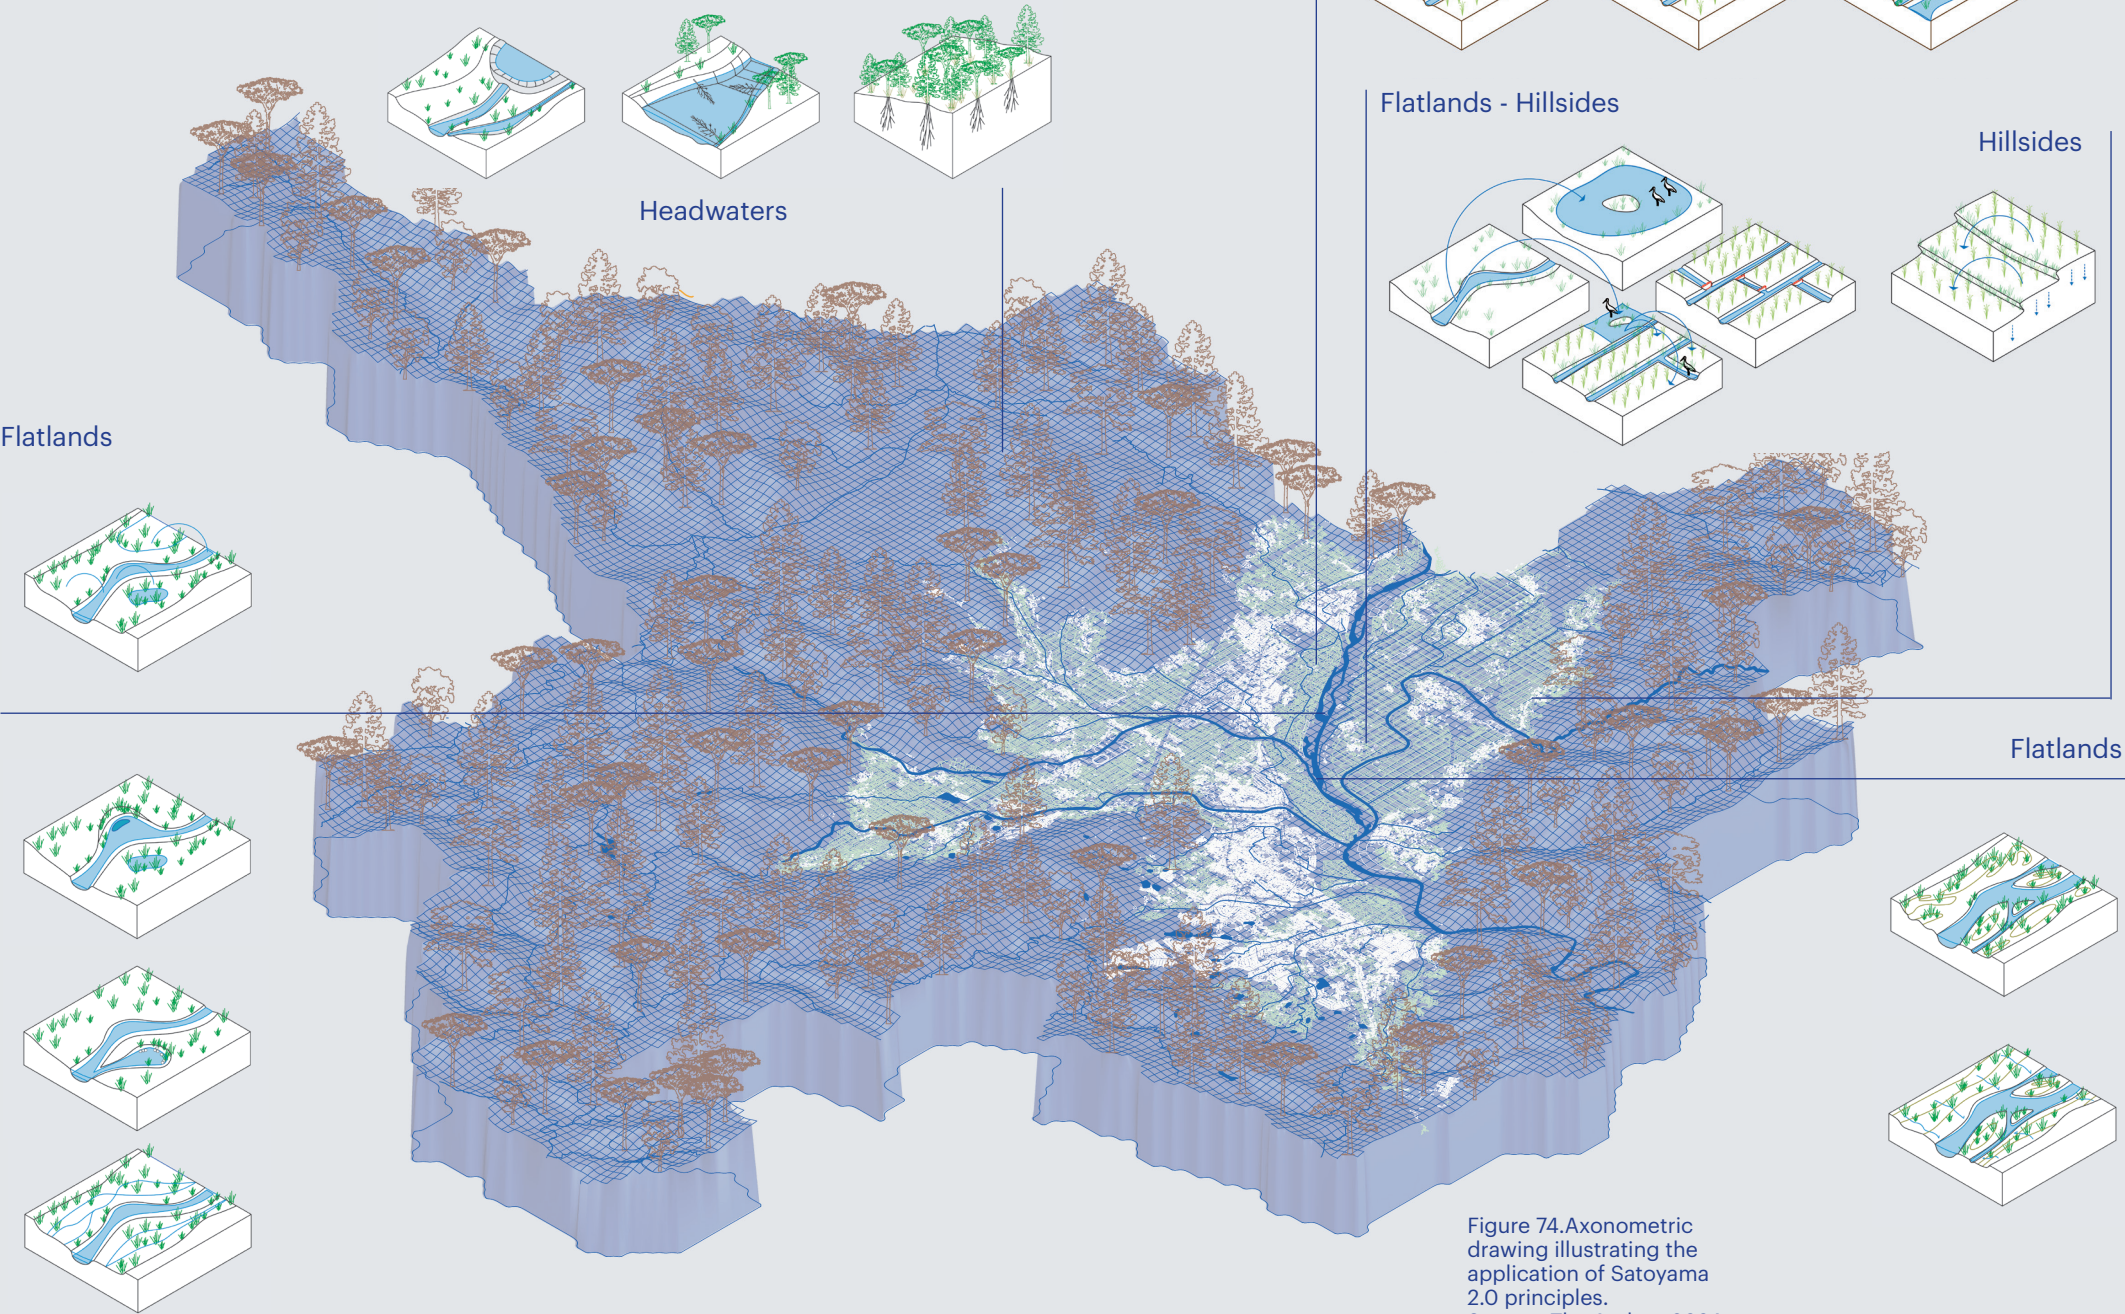 Flatlands - Hillsides
Hillsides
Headwaters
Flatlands
Flatlands
Figure 74.Axonometric
drawing illustrating the
application of Satoyama
2.0 principles.